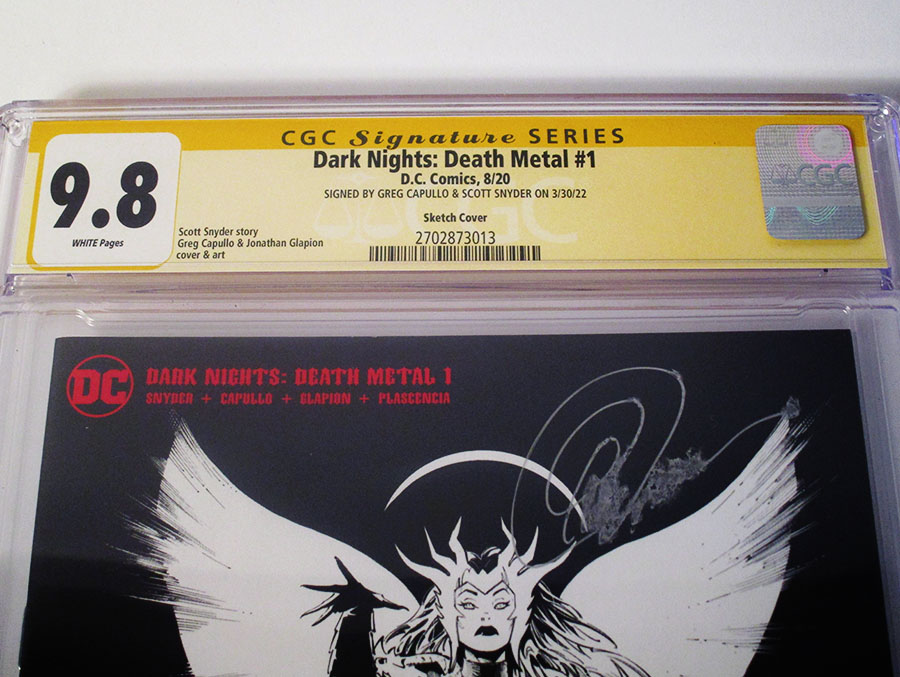 CGC Signature SERIES
Dark Nights: Death Metal #1
D.C. Comics, 8/20
SIGNED BY GREG CAPULLO & SCOTT SNYDER ON 3/30/22
Sketch Cover
2702873013
9.8
WHITE Pages
Scott Snyder story
Greg Capullo & Jonathan Glapion
cover & art
CGC
CGC
DC
DARK NIGHTS: DEATH METAL 1
SNYDER + CAPULLO + GLAPION + PLASCENCIA